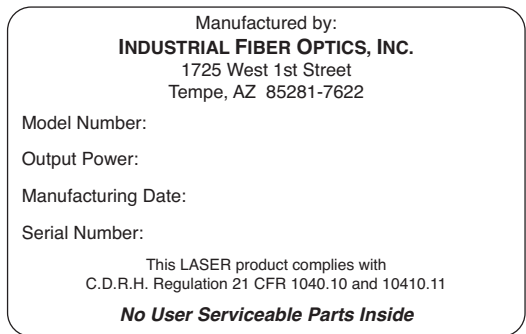 Manufactured by:
INDUSTRIAL FIBER OPTICS, INC.
1725 West 1st Street
Tempe, AZ 85281-7622
Model Number:
Output Power:
Manufacturing Date:
Serial Number:
This LASER product complies with
C.D.R.H. Regulation 21 CFR 1040.10 and 10410.11
No User Serviceable Parts Inside